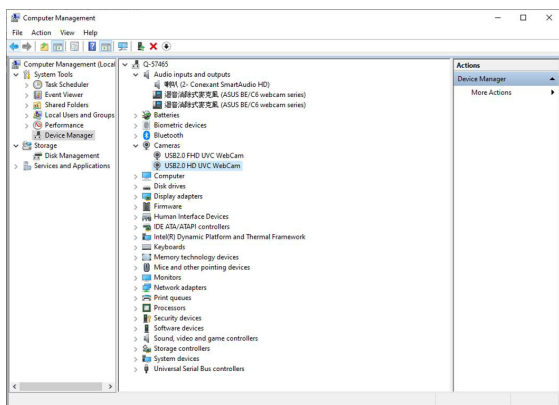 Computer Management
File Action View Help
Computer Management (Local
System Tools
Task Scheduler
Event Viewer
Shared Folders
Local Users and Groups
Performance
Device Manager
Storage
Disk Management
Services and Applications
Q-57465
Audio inputs and outputs
喇叭 (2- Conexant SmartAudio HD)
(ASUS BE/C6 webcam series)
(ASUS BE/C6 webcam series)
Batteries
Biometric devices
Bluetooth
Cameras
USB2.0 FHD UVC WebCam
USB2.0 HD UVC WebCam
Computer
Disk drives
Display adapters
Firmware
Human Interface Devices
IDE ATA/ATAPI controllers
Intel(R) Dynamic Platform and Thermal Framework
Keyboards
Memory technology devices
Mice and other pointing devices
Monitors
Network adapters
Print queues
Processors
Security devices
Software devices
Sound, video and game controllers
Storage controllers
System devices
Universal Serial Bus controllers
Actions
Device Manager
More Actions